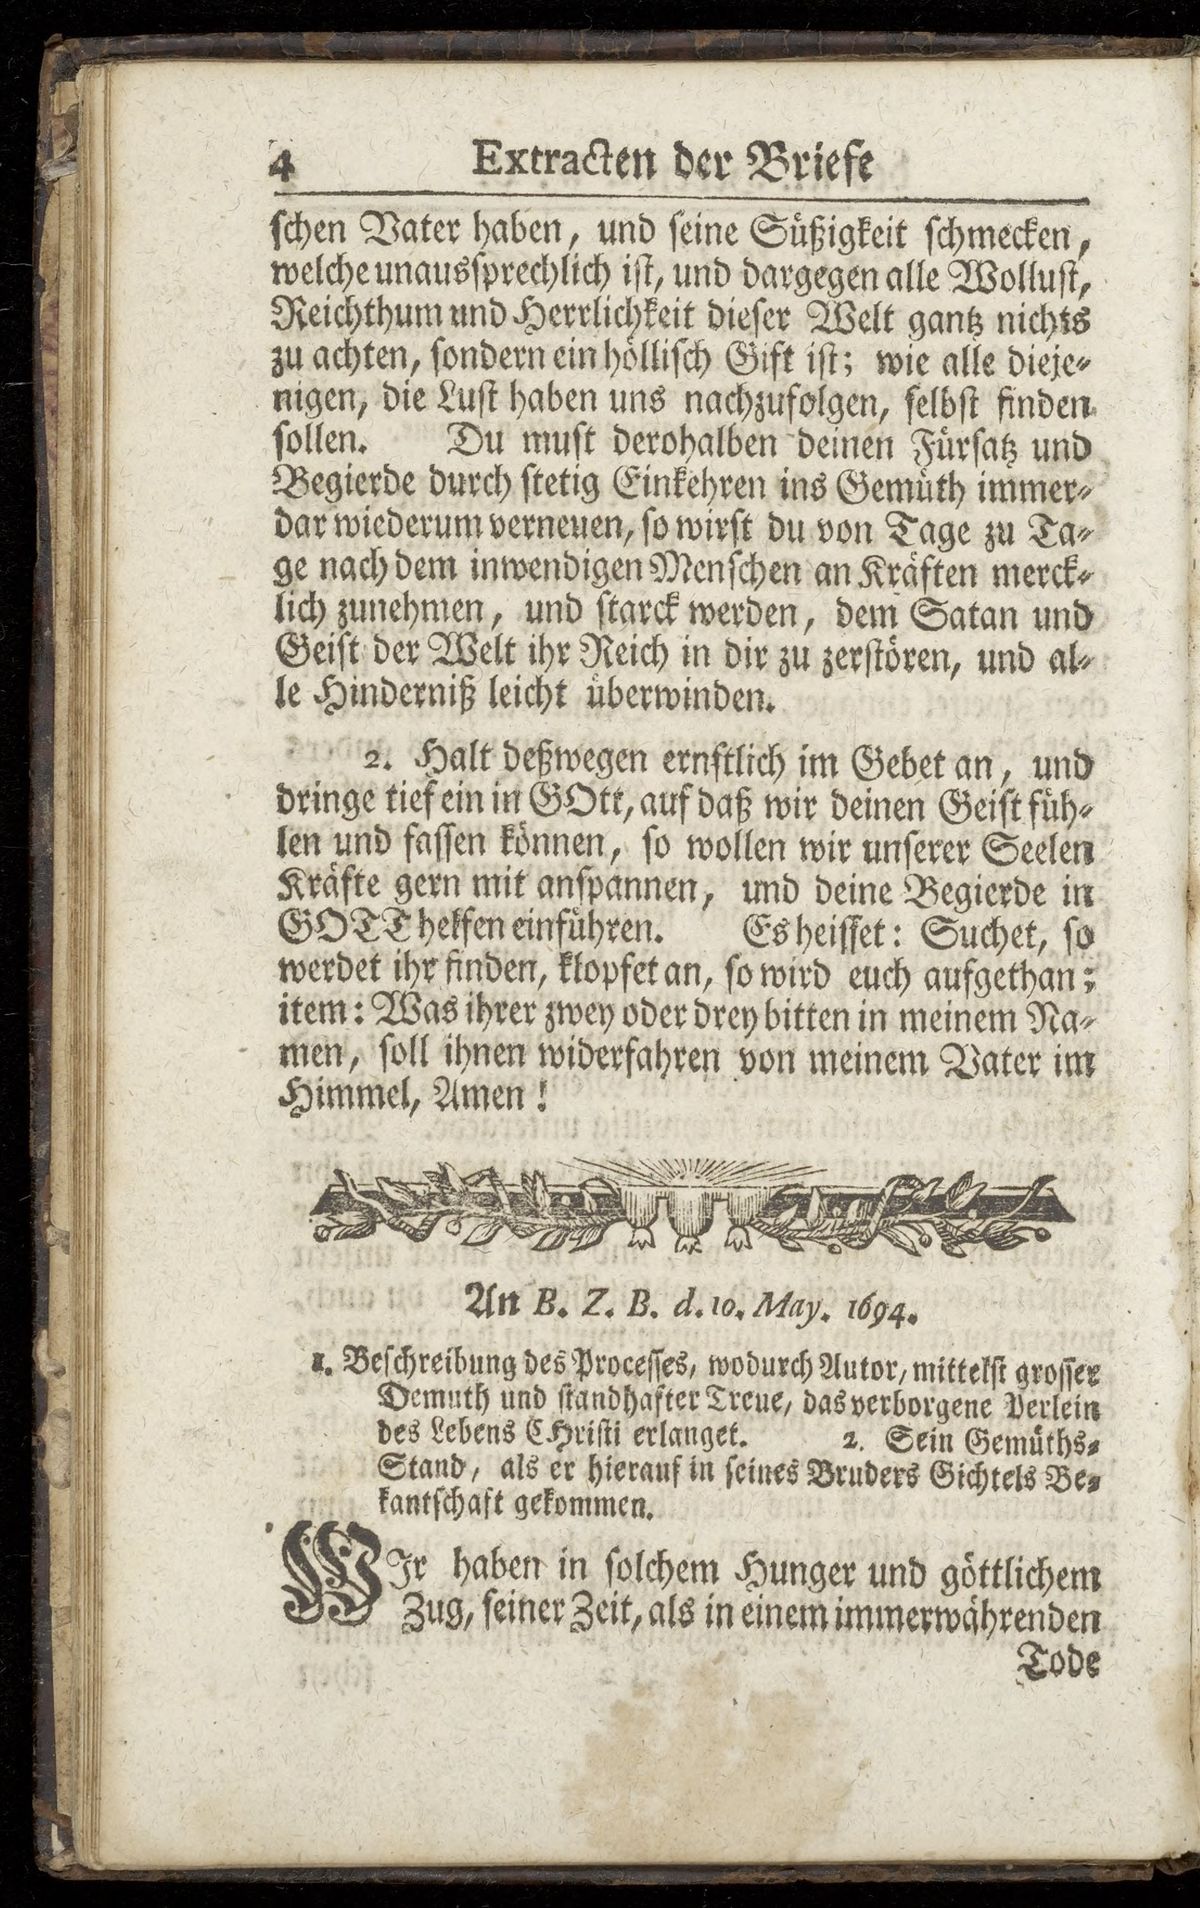 4 Extracten der Briefe
schen Vater haben, und seine Süßigkeit schmecken,
welche unaussprechlich ist, und dargegen alle Wollust,
Reichthum und Herrlichkeit dieser Welt gantz nichts
zu achten, sondern ein höllisch Gift ist; wie alle dieje-
nigen, die Lust haben uns nachzufolgen, selbst finden
sollen. Du must derohalben deinen Fürsatz und
Begierde durch stetig Einkehren ins Gemüth immer-
dar wiederum verneuen, so wirst du von Tage zu Ta-
ge nach dem inwendigen Menschen an Kräften merck-
lich zunehmen, und starck werden, dem Satan und
Geist der Welt ihr Reich in dir zu zerstören, und al-
le Hinderniß leicht überwinden.
2. Halt deßwegen ernstlich im Gebet an, und
dringe tief ein in GOtt, auf daß wir deinen Geist füh-
len und fassen können, so wollen wir unserer Seelen
Kräfte gern mit anspannen, und deine Begierde in
GOTT helfen einführen. Es heisset: Suchet, so
werdet ihr finden, klopfet an, so wird euch aufgethan;
item: Was ihrer zwey oder drey bitten in meinem Na-
men, soll ihnen widerfahren von meinem Vater im
Himmel, Amen!
An B. Z. B. d. 10. May. 1694.
1. Beschreibung des Processes, wodurch Autor, mittelst grosser
Demuth und standhafter Treue, das verborgene Perlein
des Lebens CHristi erlanget. 2. Sein Gemüths-
Stand, als er hierauf in seines Bruders Gichtels Be-
kantschaft gekommen.
WIr haben in solchem Hunger und göttlichem
Zug, seiner Zeit, als in einem immerwährenden
Tode